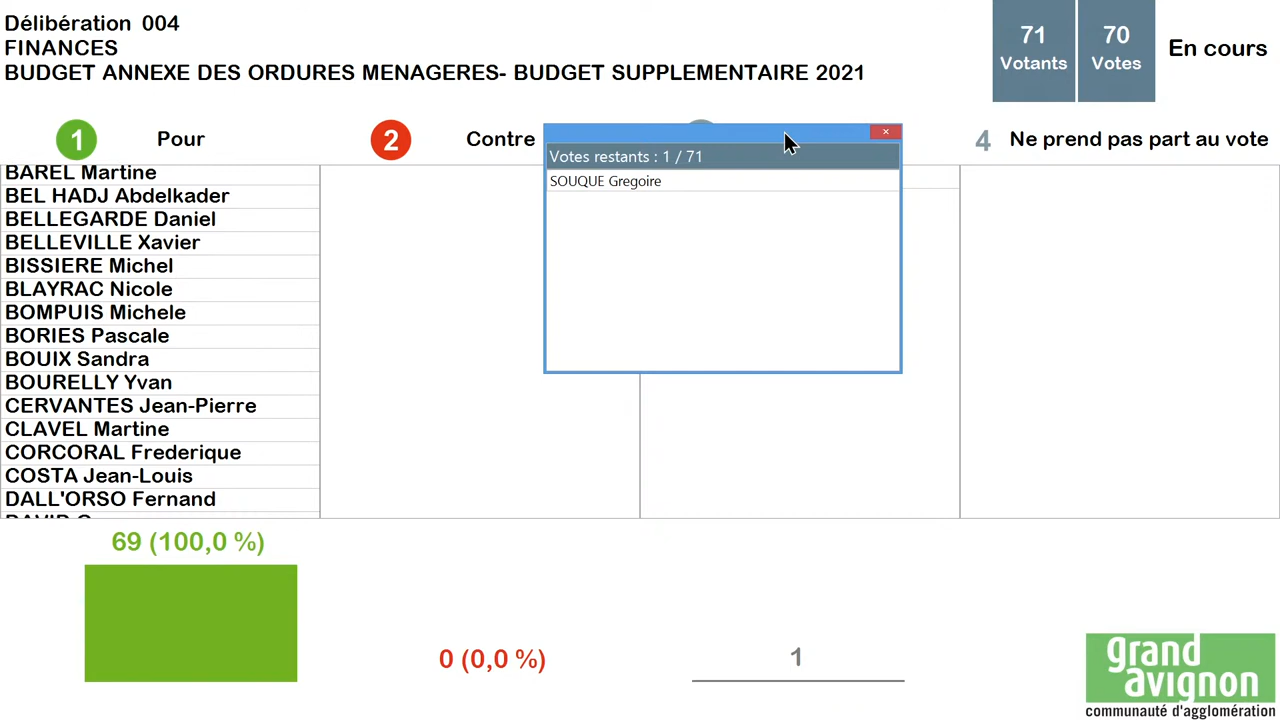 Délibération 004
FINANCES
BUDGET ANNEXE DES ORDURES MENAGERES- BUDGET SUPPLEMENTAIRE 2021
71
Votants
70
Votes
En cours
1
Pour
2
Contre
4
Ne prend pas part au vote
BAREL Martine
BEL HADJ Abdelkader
BELLEGARDE Daniel
BELLEVILLE Xavier
BISSIERE Michel
BLAYRAC Nicole
BOMPUIS Michele
BORIES Pascale
BOUIX Sandra
BOURELLY Yvan
CERVANTES Jean-Pierre
CLAVEL Martine
CORCORAL Frederique
COSTA Jean-Louis
DALL'ORSO Fernand
Votes restants : 1 / 71
SOUQUE Gregoire
69 (100,0 %)
0 (0,0 %)
1
grand
avignon
communauté d'agglomération